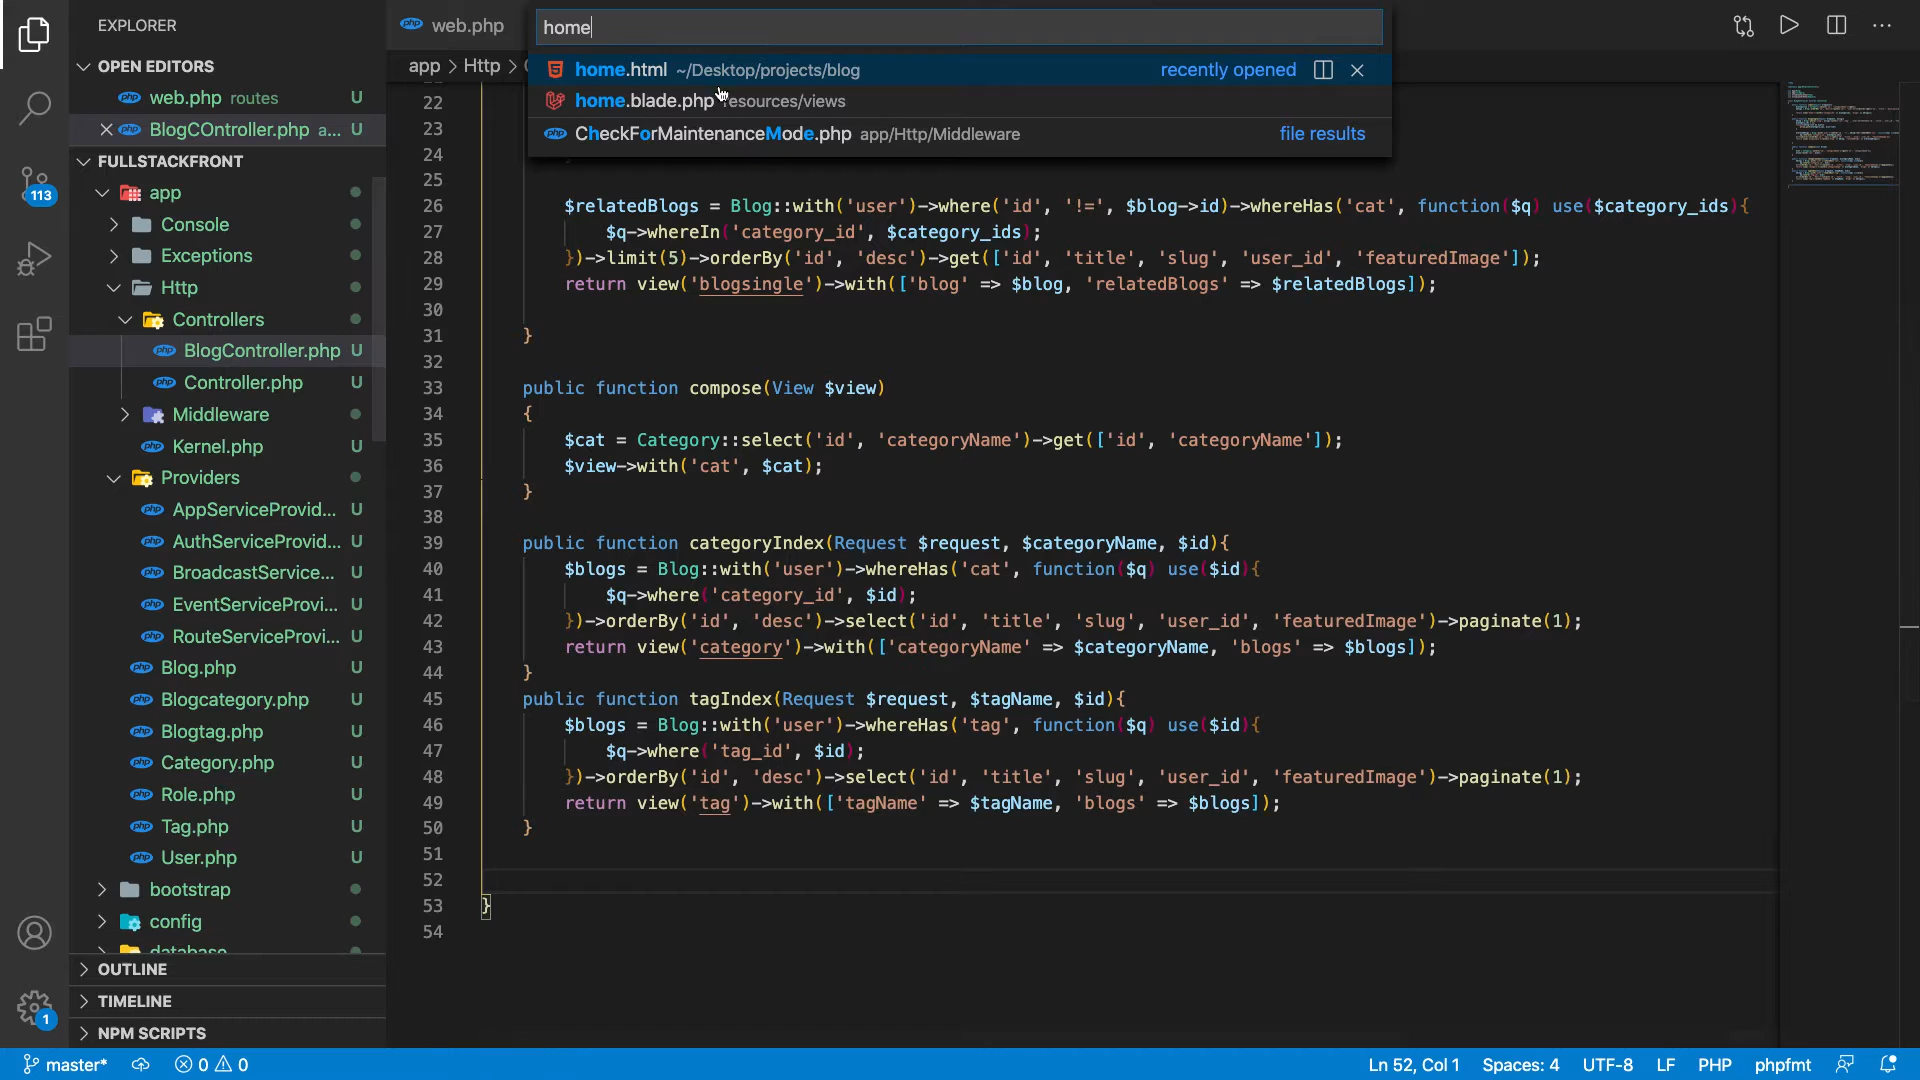 EXPLORER
OPEN EDITORS
web.php routes U
BlogCOntroller.php a... U
FULLSTACKFRONT
app
Console
Exceptions
Http
Controllers
BlogController.php U
Controller.php U
Middleware
Kernel.php U
Providers
AppServiceProvid... U
AuthServiceProvid... U
BroadcastService... U
EventServiceProvi... U
RouteServiceProvi... U
Blog.php U
Blogcategory.php U
Blogtag.php U
Category.php U
Role.php U
Tag.php U
User.php U
bootstrap
config
database
OUTLINE
TIMELINE
NPM SCRIPTS
113
1
web.php
app > Http >
home
home.html ~/Desktop/projects/blog recently opened
home.blade.php resources/views
CheckForMaintenanceMode.php app/Http/Middleware file results
22
23
24
25
26 $relatedBlogs = Blog::with('user')->where('id', '!=', $blog->id)->whereHas('cat', function($q) use($category_ids){
27 $q->whereIn('category_id', $category_ids);
28 })->limit(5)->orderBy('id', 'desc')->get(['id', 'title', 'slug', 'user_id', 'featuredImage']);
29 return view('blogsingle')->with(['blog' => $blog, 'relatedBlogs' => $relatedBlogs]);
30
31 }
32
33 public function compose(View $view)
34 {
35 $cat = Category::select('id', 'categoryName')->get(['id', 'categoryName']);
36 $view->with('cat', $cat);
37 }
38
39 public function categoryIndex(Request $request, $categoryName, $id){
40 $blogs = Blog::with('user')->whereHas('cat', function($q) use($id){
41 $q->where('category_id', $id);
42 })->orderBy('id', 'desc')->select('id', 'title', 'slug', 'user_id', 'featuredImage')->paginate(1);
43 return view('category')->with(['categoryName' => $categoryName, 'blogs' => $blogs]);
44 }
45 public function tagIndex(Request $request, $tagName, $id){
46 $blogs = Blog::with('user')->whereHas('tag', function($q) use($id){
47 $q->where('tag_id', $id);
48 })->orderBy('id', 'desc')->select('id', 'title', 'slug', 'user_id', 'featuredImage')->paginate(1);
49 return view('tag')->with(['tagName' => $tagName, 'blogs' => $blogs]);
50 }
51
52
53 }
54
master* 0 0 Ln 52, Col 1 Spaces: 4 UTF-8 LF PHP phpfmt